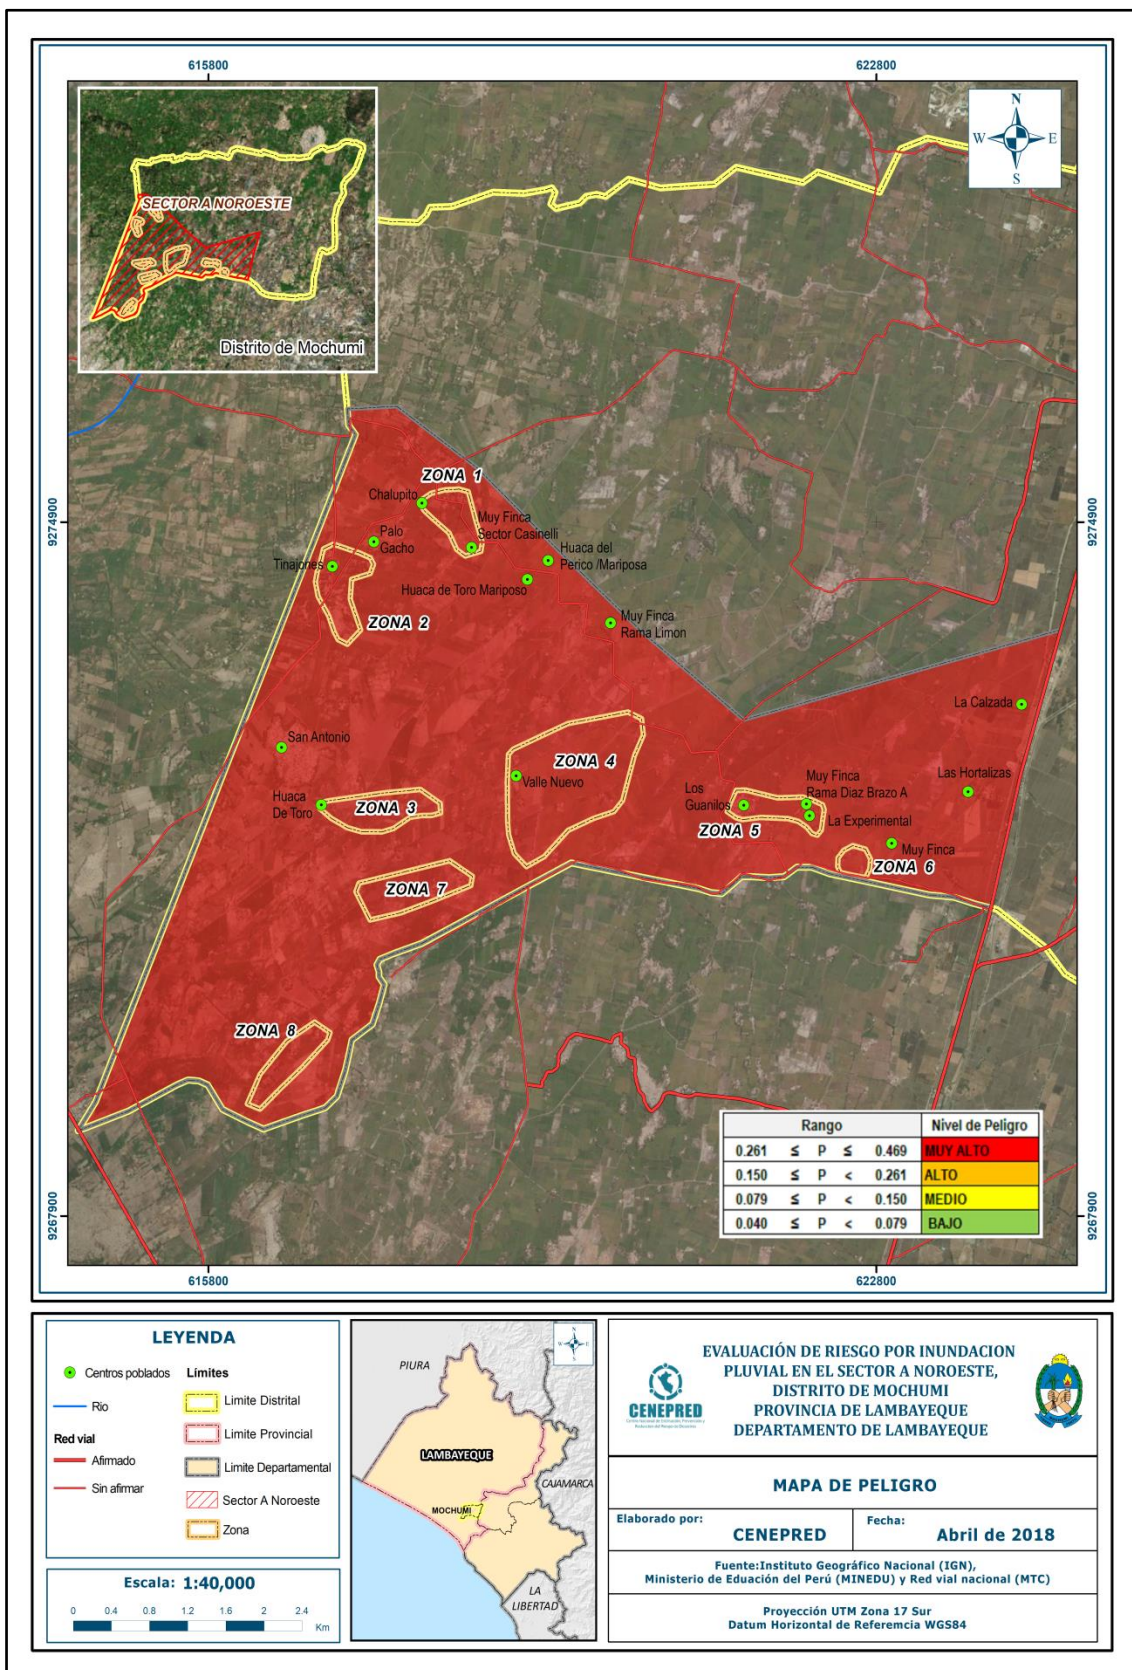 615800
622800
N
W
E
S
SECTOR A NOROESTE
Distrito de Mochumi
9274900
9274900
ZONA 1
Chalupito
Muy Finca
Sector Casinelli
Palo
Gacho
Huaca del
Perico /Mariposa
Tinajones
Huaca de Toro Mariposo
ZONA 2
Muy Finca
Rama Limon
La Calzada
San Antonio
ZONA 4
Valle Nuevo
Las Hortalizas
Huaca
De Toro
ZONA 3
Los
Guanilos
Muy Finca
Rama Diaz Brazo A
La Experimental
ZONA 5
Muy Finca
ZONA 6
ZONA 7
ZONA 8
Rango Nivel de Peligro
0.261 ≤ P ≤ 0.469 MUY ALTO
0.150 ≤ P < 0.261 ALTO
0.079 ≤ P < 0.150 MEDIO
0.040 ≤ P < 0.079 BAJO
9267900
9267900
615800
622800
LEYENDA
Centros poblados
Rio
Red vial
Afirmado
Sin afirmar
Límites
Limite Distrital
Limite Provincial
Limite Departamental
Sector A Noroeste
Zona
Escala: 1:40,000
0 0.4 0.8 1.2 1.6 2 2.4
Km
N
W
E
S
PIURA
LAMBAYEQUE
CAJAMARCA
MOCHUMI
LA
LIBERTAD
CENEPRED
EVALUACIÓN DE RIESGO POR INUNDACION
PLUVIAL EN EL SECTOR A NOROESTE,
DISTRITO DE MOCHUMI
PROVINCIA DE LAMBAYEQUE
DEPARTAMENTO DE LAMBAYEQUE
MAPA DE PELIGRO
Elaborado por:
CENEPRED
Fecha:
Abril de 2018
Fuente:Instituto Geográfico Nacional (IGN),
Ministerio de Eduación del Perú (MINEDU) y Red vial nacional (MTC)
Proyección UTM Zona 17 Sur
Datum Horizontal de Referencia WGS84